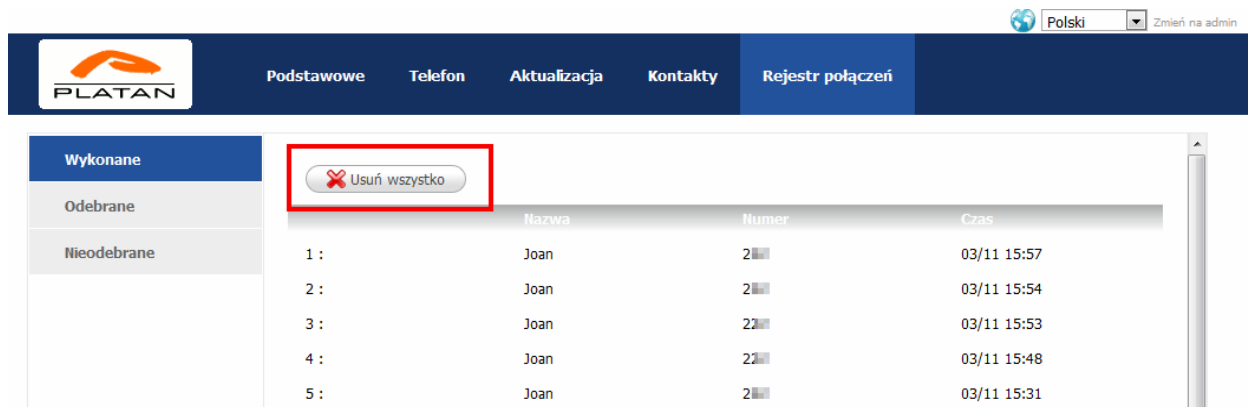 Polski Zmień na admin
PLATAN
Podstawowe Telefon Aktualizacja Kontakty Rejestr połączeń
Wykonane
Odebrane
Nieodebrane
Usuń wszystko
Nazwa Numer Czas
1 : Joan 03/11 15:57
2 : Joan 03/11 15:54
3 : Joan 03/11 15:53
4 : Joan 03/11 15:48
5 : Joan 03/11 15:31